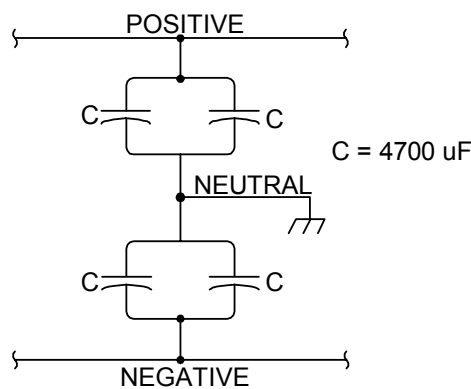 POSITIVE
C C
C = 4700 uF
NEUTRAL
C C
NEGATIVE